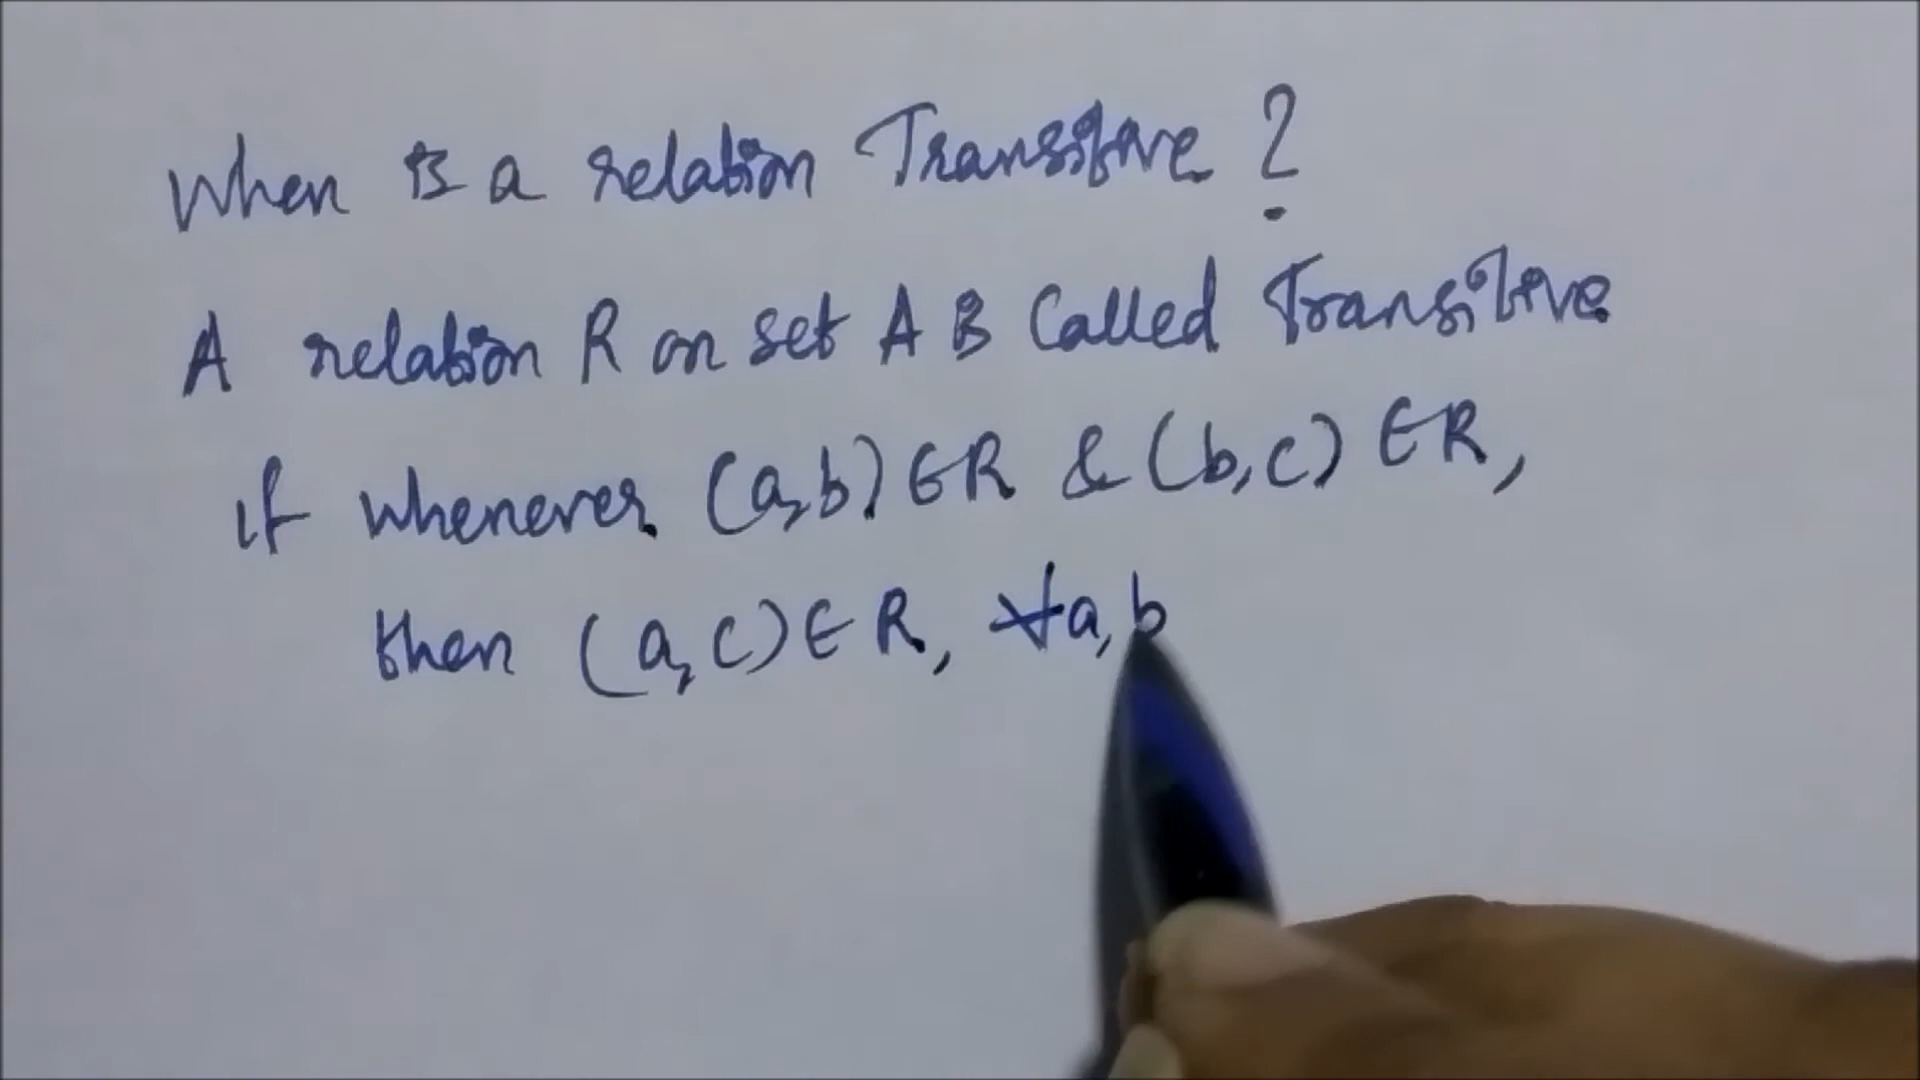 When is a relation Transitive ?
A relation R on set A is Called Transitive
if whenever (a,b) ∈ R & (b,c) ∈ R,
then (a,c) ∈ R, ∀a,b